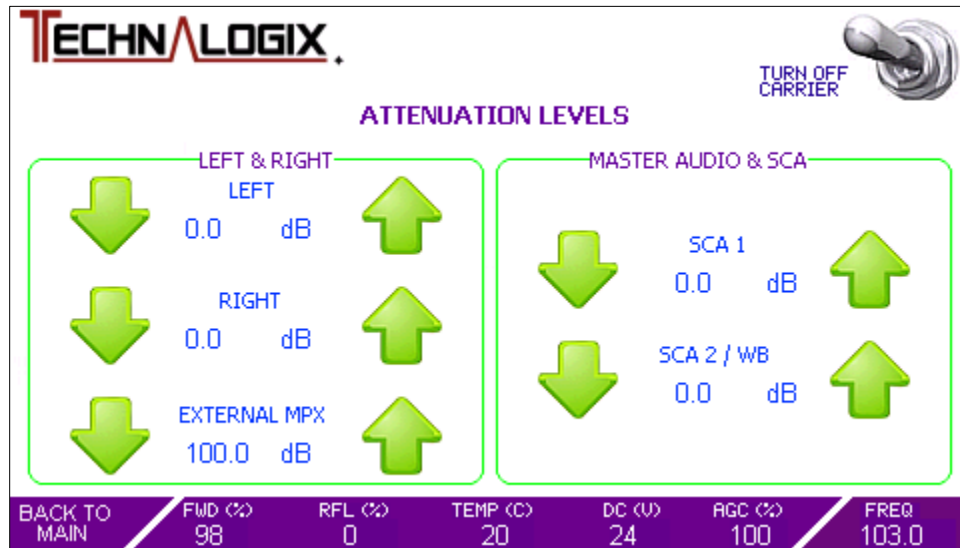 TECHNALOGIX
TURN OFF
CARRIER
ATTENUATION LEVELS
LEFT & RIGHT
LEFT
0.0 dB
RIGHT
0.0 dB
EXTERNAL MPX
100.0 dB
MASTER AUDIO & SCA
SCA 1
0.0 dB
SCA 2 / WB
0.0 dB
BACK TO
MAIN
FWD (%)
98
RFL (%)
0
TEMP (C)
20
DC (V)
24
AGC (%)
100
FREQ
103.0